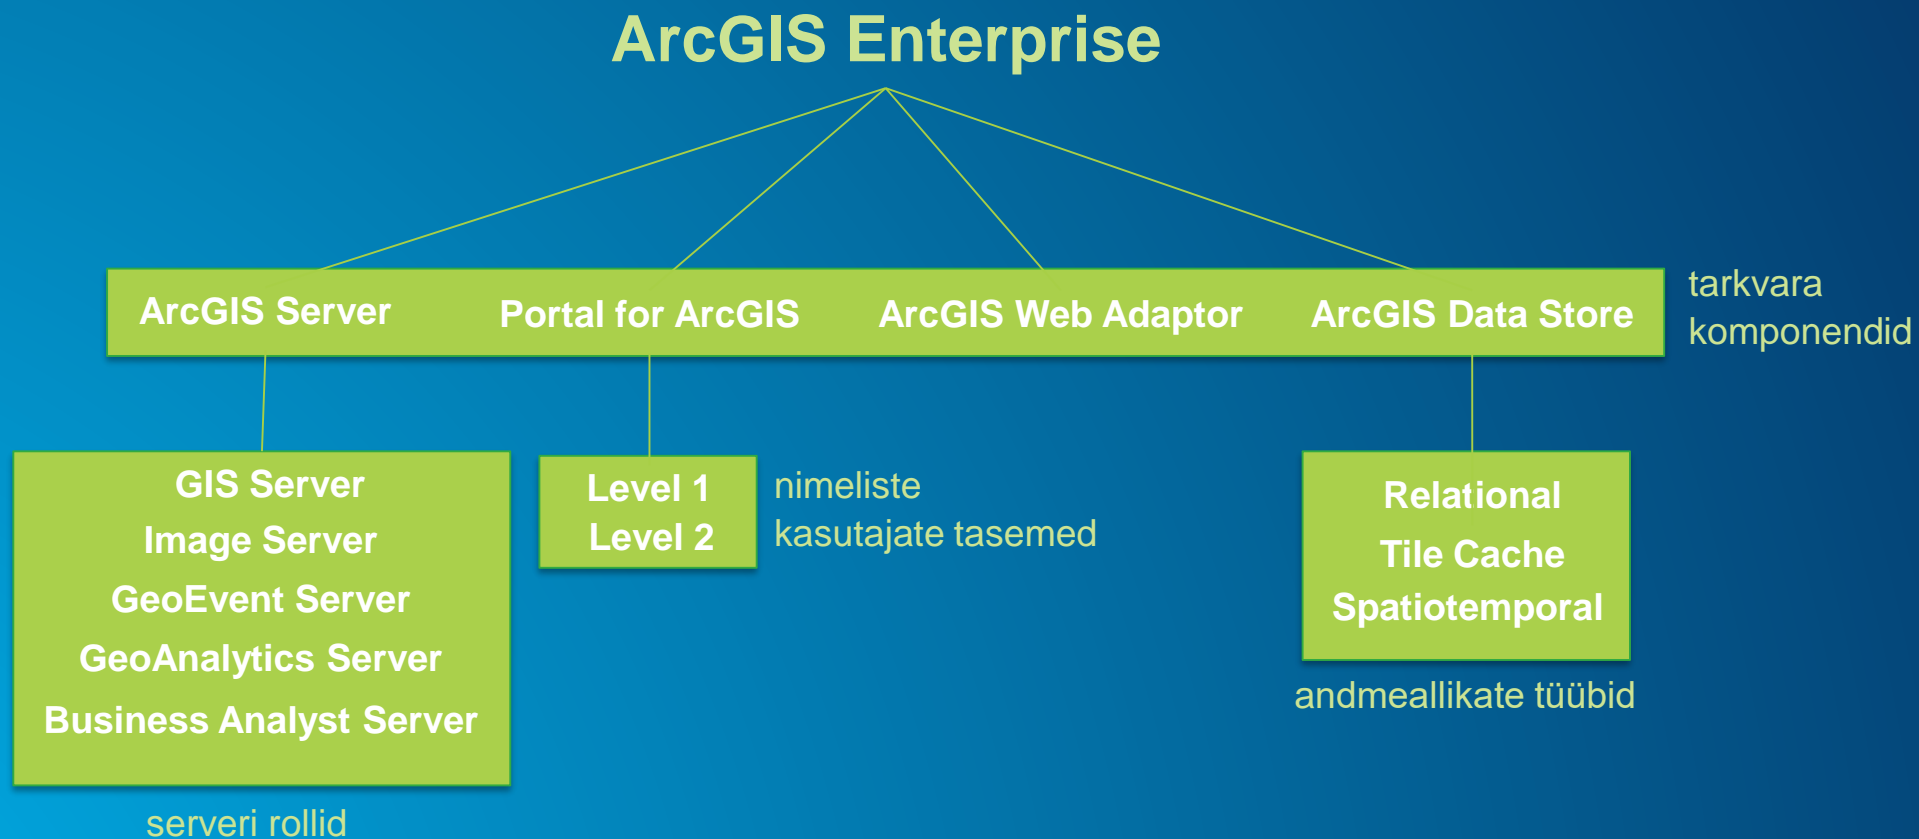 ArcGIS Enterprise
ArcGIS Server
Portal for ArcGIS
ArcGIS Web Adaptor
ArcGIS Data Store
tarkvara
komponendid
GIS Server
Image Server
GeoEvent Server
GeoAnalytics Server
Business Analyst Server
serveri rollid
Level 1
Level 2
nimeliste
kasutajate tasemed
Relational
Tile Cache
Spatiotemporal
andmeallikate tüübid